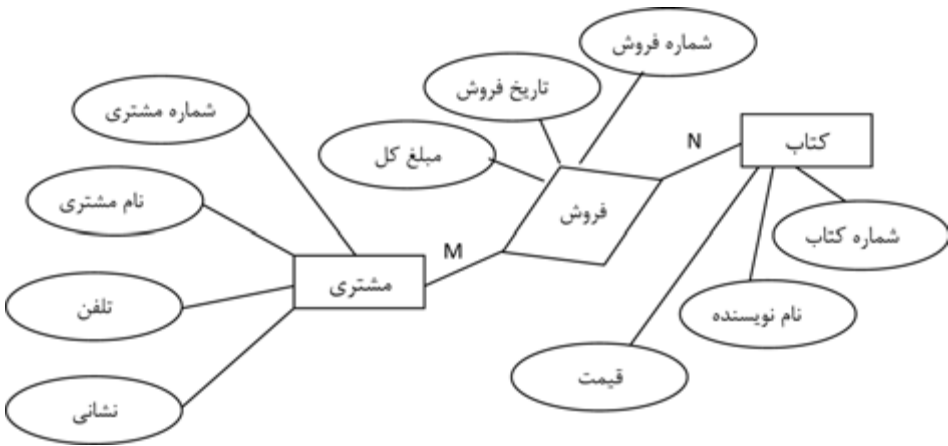 شماره فروش
تاریخ فروش
مبلغ کل
شماره مشتری
نام مشتری
تلفن
نشانی
مشتری
M
فروش
N
کتاب
شماره کتاب
نام نویسنده
قیمت